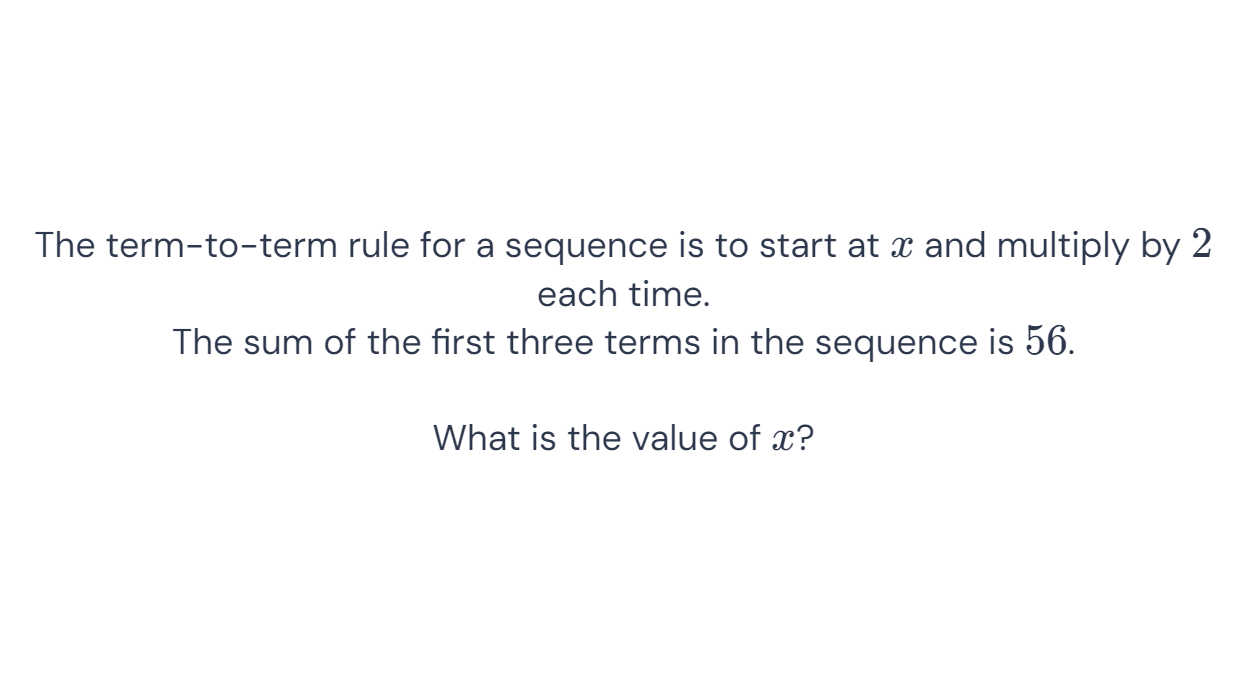 The term-to-term rule for a sequence is to start at x and multiply by 2
each time.
The sum of the first three terms in the sequence is 56.
What is the value of x?